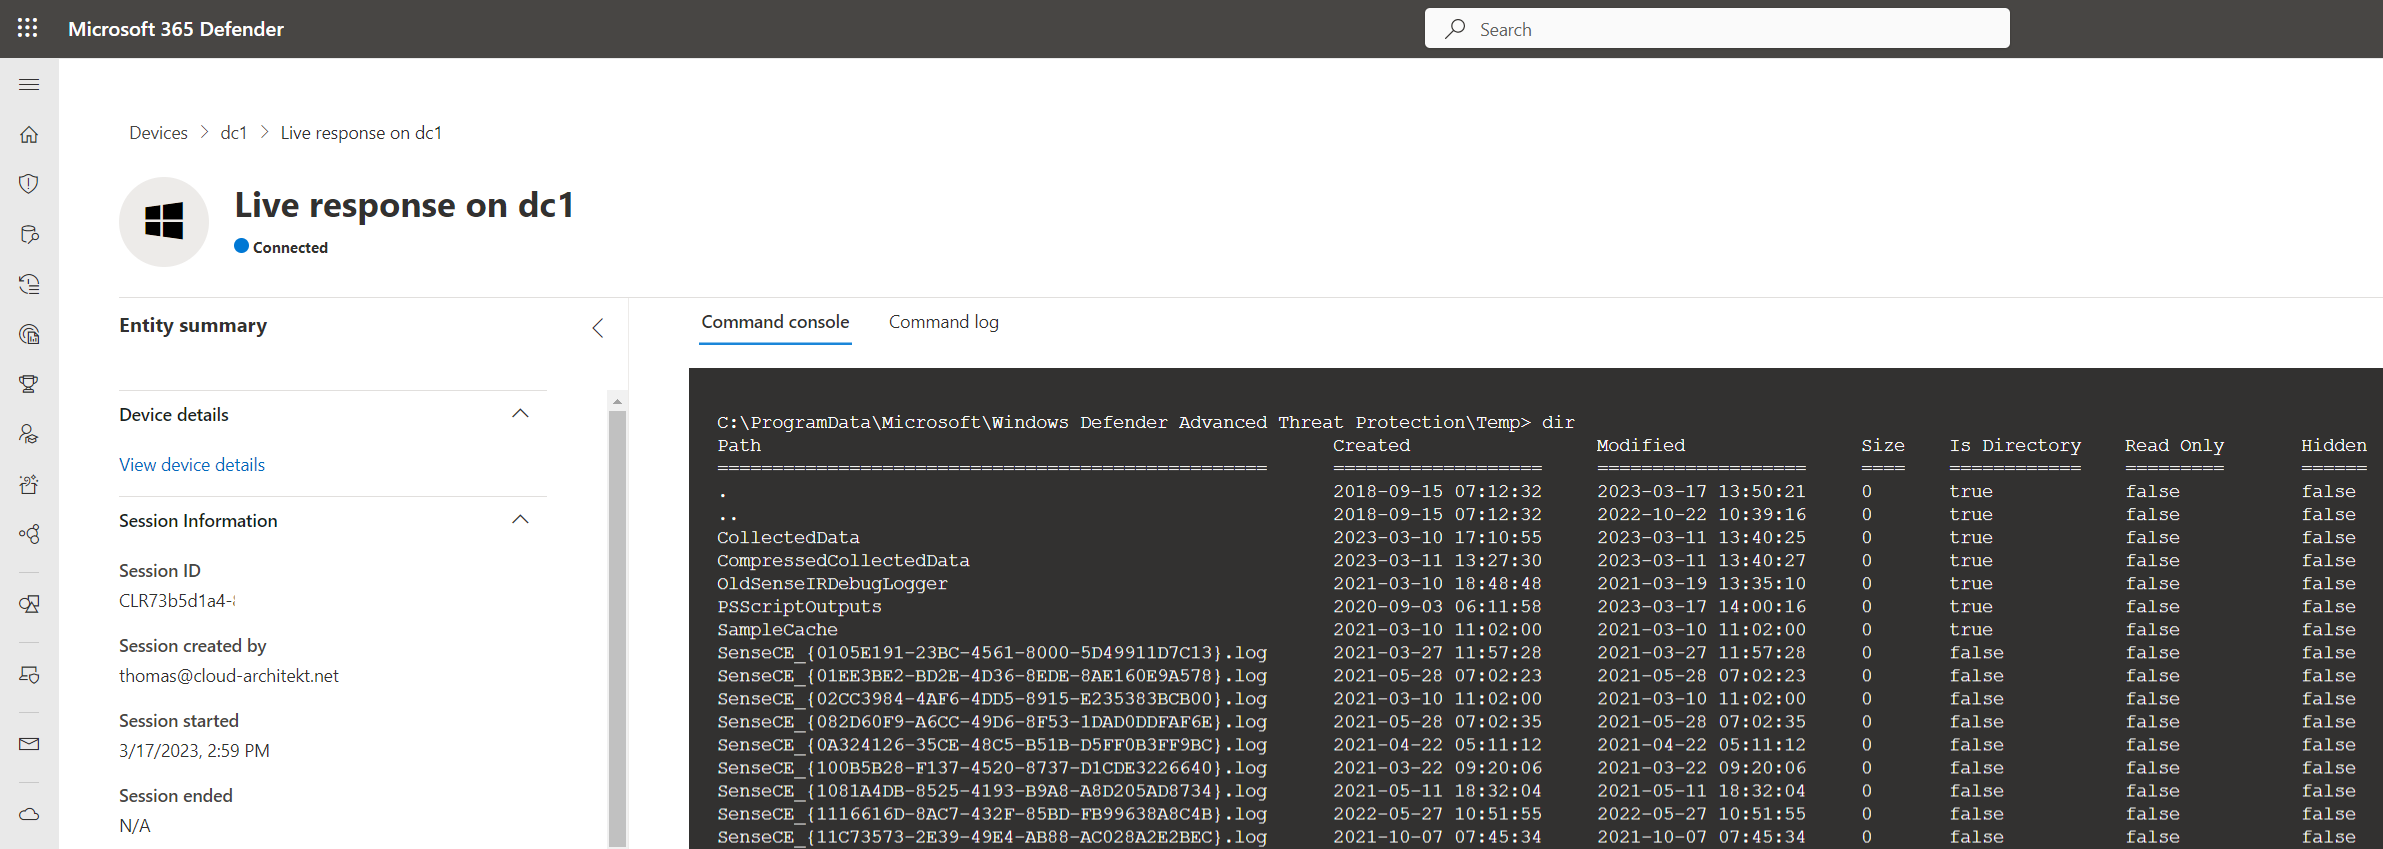 Microsoft 365 Defender
Search
Devices > dc1 > Live response on dc1
Live response on dc1
Connected
Entity summary
Device details
View device details
Session Information
Session ID
CLR73b5d1a4-
Session created by
thomas@cloud-architekt.net
Session started
3/17/2023, 2:59 PM
Session ended
N/A
Command console Command log
C:\ProgramData\Microsoft\Windows Defender Advanced Threat Protection\Temp> dir
Path Created Modified Size Is Directory Read Only Hidden
================================================== =================== =================== ==== ============ ========= ======
. 2018-09-15 07:12:32 2023-03-17 13:50:21 0 true false false
.. 2018-09-15 07:12:32 2022-10-22 10:39:16 0 true false false
CollectedData 2023-03-10 17:10:55 2023-03-11 13:40:25 0 true false false
CompressedCollectedData 2023-03-11 13:27:30 2023-03-11 13:40:27 0 true false false
OldSenseIRDebugLogger 2021-03-10 18:48:48 2021-03-19 13:35:10 0 true false false
PSScriptOutputs 2020-09-03 06:11:58 2023-03-17 14:00:16 0 true false false
SampleCache 2021-03-10 11:02:00 2021-03-10 11:02:00 0 true false false
SenseCE_{0105E191-23BC-4561-8000-5D49911D7C13}.log 2021-03-27 11:57:28 2021-03-27 11:57:28 0 false false false
SenseCE_{01EE3BE2-BD2E-4D36-8EDE-8AE160E9A578}.log 2021-05-28 07:02:23 2021-05-28 07:02:23 0 false false false
SenseCE_{02CC3984-4AF6-4DD5-8915-E235383BCB00}.log 2021-03-10 11:02:00 2021-03-10 11:02:00 0 false false false
SenseCE_{082D60F9-A6CC-49D6-8F53-1DAD0DDFAF6E}.log 2021-05-28 07:02:35 2021-05-28 07:02:35 0 false false false
SenseCE_{0A324126-35CE-48C5-B51B-D5FF0B3FF9BC}.log 2021-04-22 05:11:12 2021-04-22 05:11:12 0 false false false
SenseCE_{100B5B28-F137-4520-8737-D1CDE3226640}.log 2021-03-22 09:20:06 2021-03-22 09:20:06 0 false false false
SenseCE_{1081A4DB-8525-4193-B9A8-A8D205AD8734}.log 2021-05-11 18:32:04 2021-05-11 18:32:04 0 false false false
SenseCE_{1116616D-8AC7-432F-85BD-FB99638A8C4B}.log 2022-05-27 10:51:55 2022-05-27 10:51:55 0 false false false
SenseCE_{11C73573-2E39-49E4-AB88-AC028A2E2BEC}.log 2021-10-07 07:45:34 2021-10-07 07:45:34 0 false false false